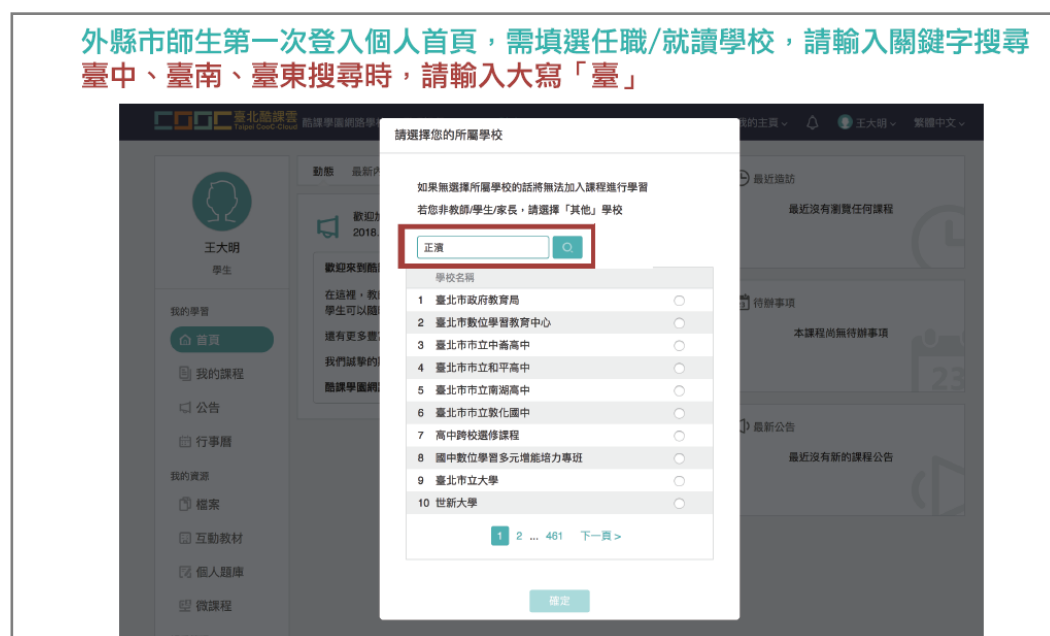 外縣市師生第一次登入個人首頁，需填選任職/就讀學校，請輸入關鍵字搜尋
臺中、臺南、臺東搜尋時，請輸入大寫「臺」
臺北酷課雲
Taipei CooC-Cloud
酷課學園網路學
我的主頁
王大明
繁體中文
王大明
學生
我的學習
首頁
我的課程
公告
行事曆
我的資源
檔案
互動教材
個人題庫
微課程
動態
最新
歡迎
2018.
歡迎來到酷
在這裡，教
學生可以隨
還有更多豐
我們誠摯的
酷課學園網
請選擇您的所屬學校
如果無選擇所屬學校的話將無法加入課程進行學習
若您非教師/學生/家長，請選擇「其他」學校
正濱
學校名稱
1 臺北市政府教育局
2 臺北市數位學習教育中心
3 臺北市市立中崙高中
4 臺北市市立和平高中
5 臺北市市立南湖高中
6 臺北市市立敦化國中
7 高中跨校選修課程
8 國中數位學習多元增能培力專班
9 臺北市立大學
10 世新大學
1 2 ... 461 下一頁 >
確定
最近造訪
最近沒有瀏覽任何課程
待辦事項
本課程尚無待辦事項
23
最新公告
最近沒有新的課程公告